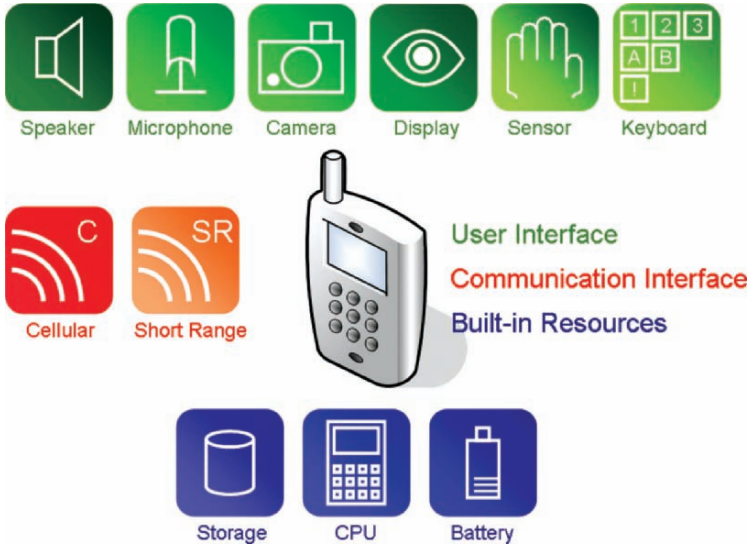 1 2 3
A B
!
Speaker Microphone Camera Display Sensor Keyboard
C SR
User Interface
Communication Interface
Cellular Short Range
Built-in Resources
Storage CPU Battery